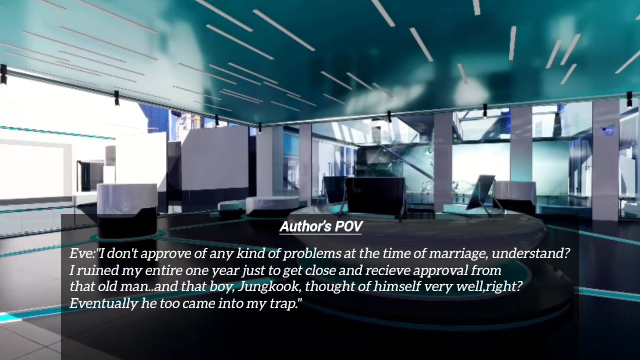 Author's POV
Eve:"I don't approve of any kind of problems at the time of marriage, understand?
I ruined my entire one year just to get close and recieve approval from
that old man..and that boy, Jungkook, thought of himself very well,right?
Eventually he too came into my trap."